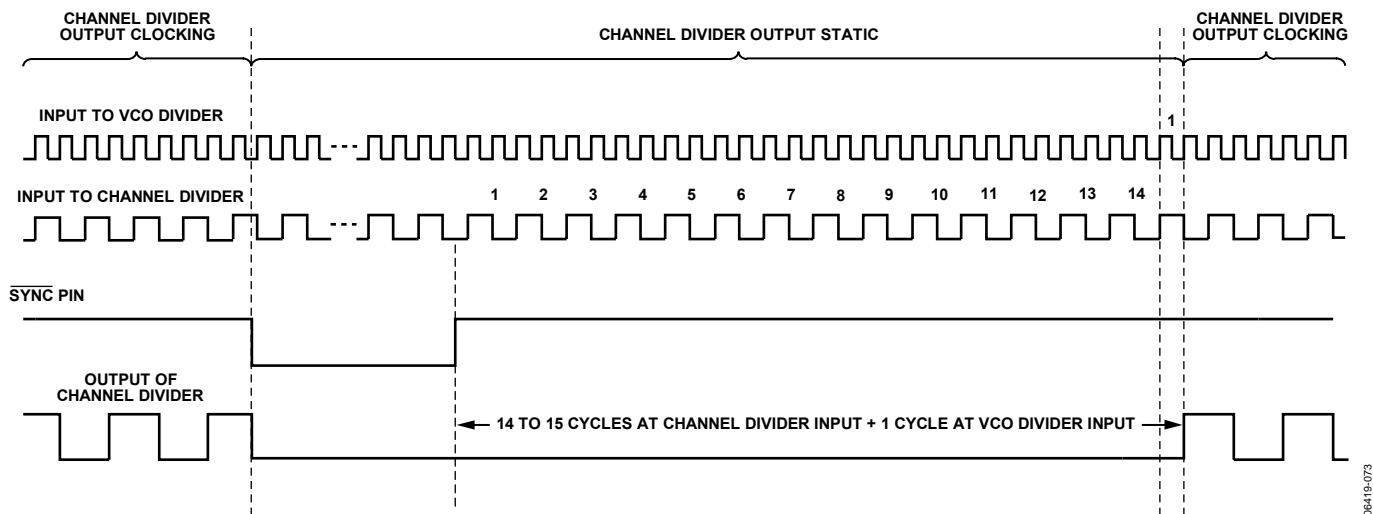 CHANNEL DIVIDER
OUTPUT CLOCKING
CHANNEL DIVIDER OUTPUT STATIC
CHANNEL DIVIDER
OUTPUT CLOCKING
INPUT TO VCO DIVIDER
1
INPUT TO CHANNEL DIVIDER
1 2 3 4 5 6 7 8 9 10 11 12 13 14
SYNC PIN
OUTPUT OF
CHANNEL DIVIDER
14 TO 15 CYCLES AT CHANNEL DIVIDER INPUT + 1 CYCLE AT VCO DIVIDER INPUT
06419-073